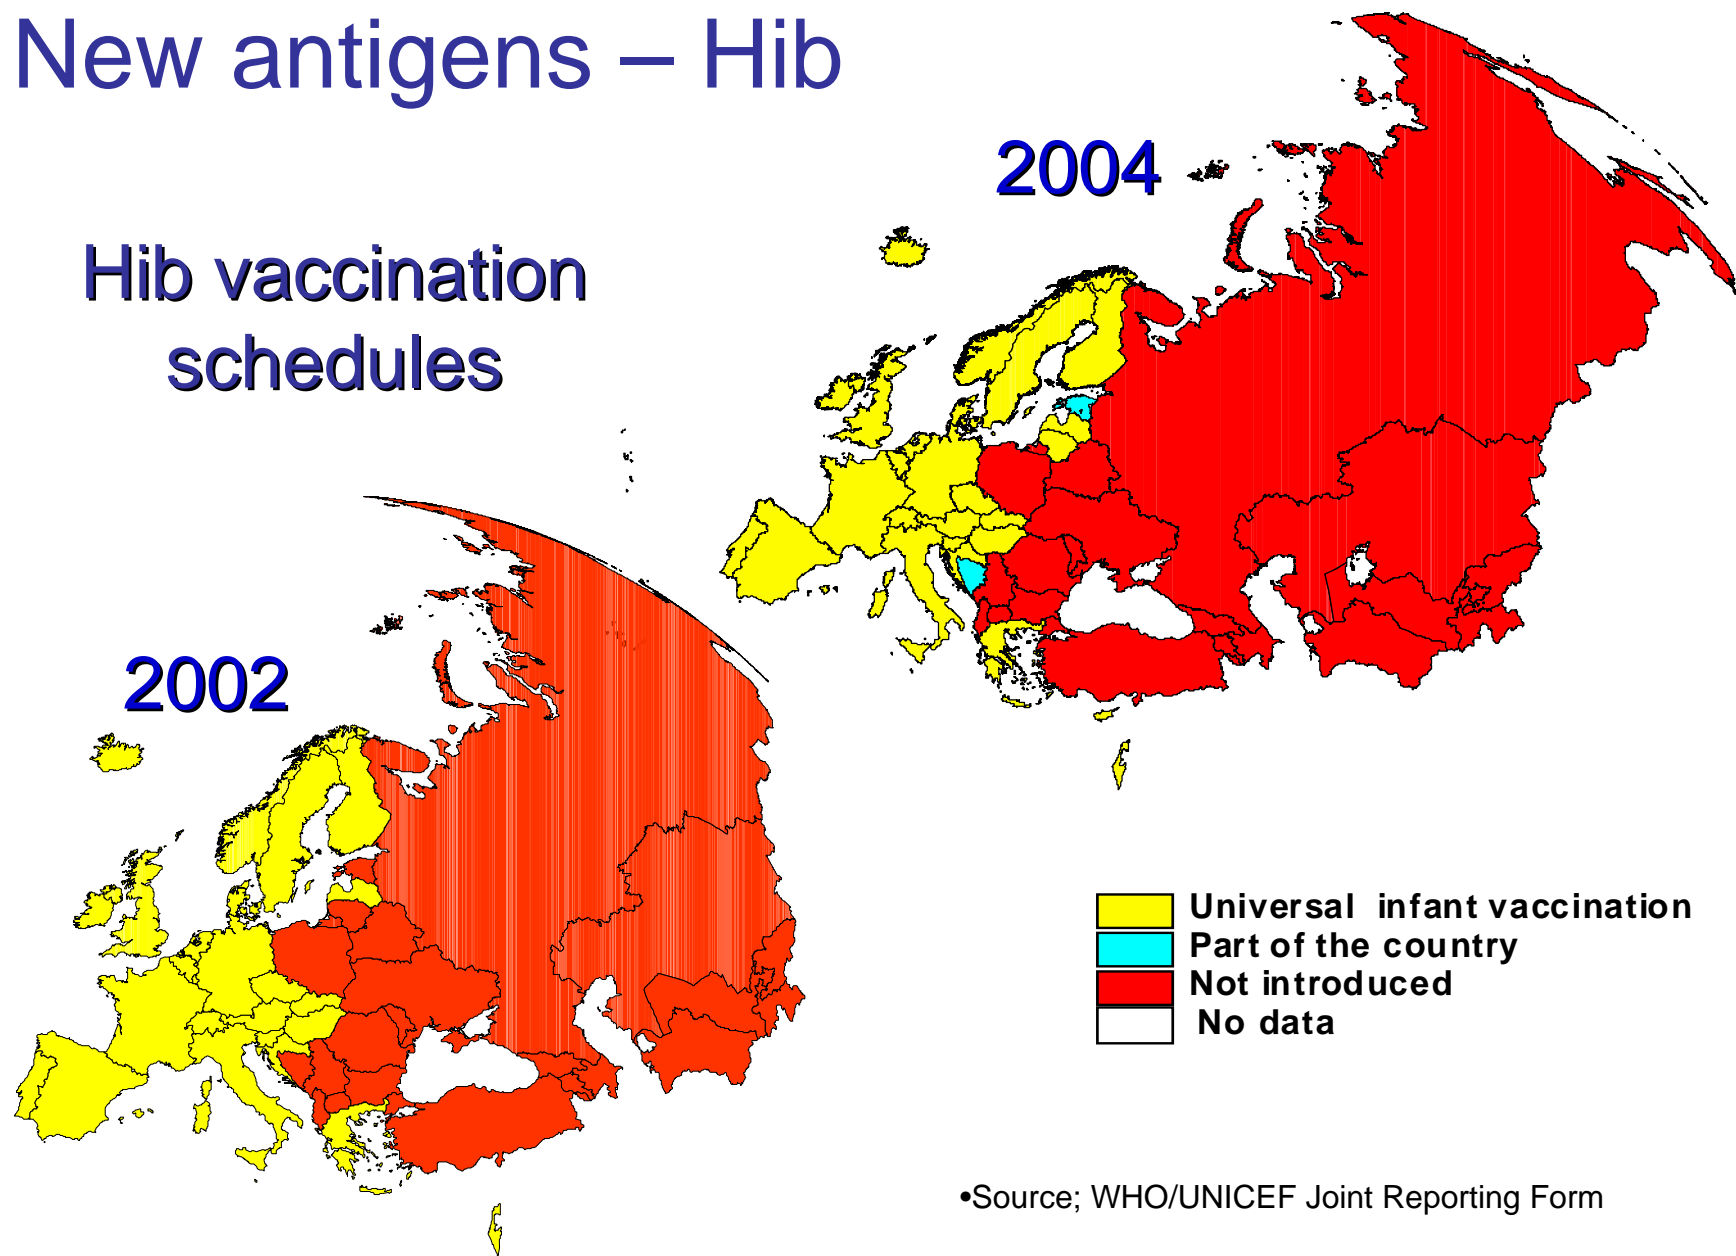 New antigens – Hib
2004
Hib vaccination
schedules
2002
Universal infant vaccination
Part of the country
Not introduced
No data
•Source; WHO/UNICEF Joint Reporting Form